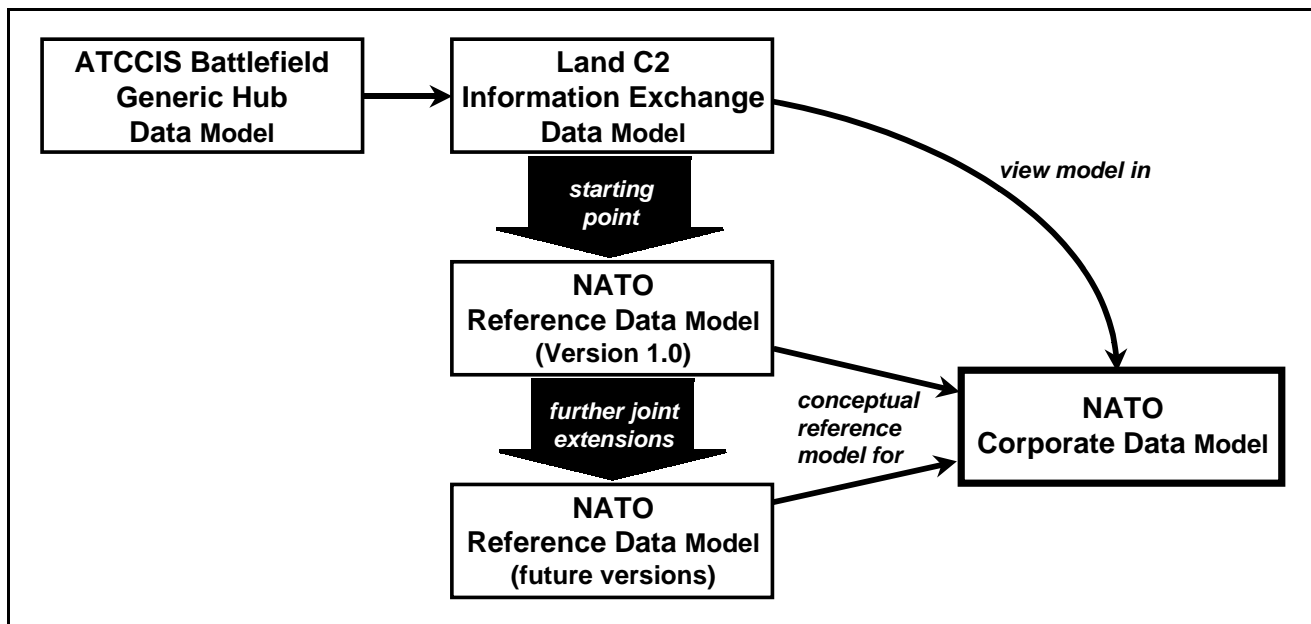 ATCCIS Battlefield
Generic Hub
Data Model
Land C2
Information Exchange
Data Model
view model in
starting
point
NATO
Reference Data Model
(Version 1.0)
further joint
extensions
conceptual
reference
model for
NATO
Corporate Data Model
NATO
Reference Data Model
(future versions)